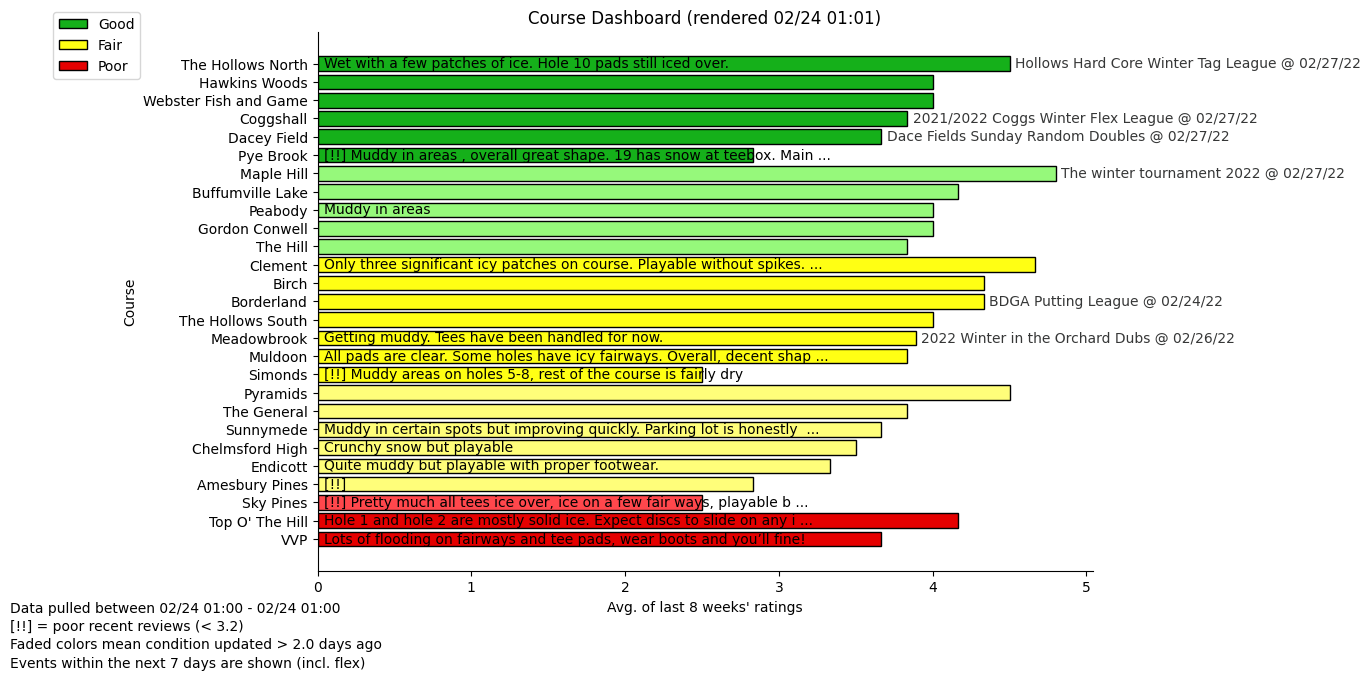 Course Dashboard (rendered 02/24 01:01)
Good
Fair
Poor
Course
The Hollows North Wet with a few patches of ice. Hole 10 pads still iced over. Hollows Hard Core Winter Tag League @ 02/27/22
Hawkins Woods
Webster Fish and Game
Coggshall 2021/2022 Coggs Winter Flex League @ 02/27/22
Dacey Field Dace Fields Sunday Random Doubles @ 02/27/22
Pye Brook [!!] Muddy in areas , overall great shape. 19 has snow at teebox. Main ...
Maple Hill The winter tournament 2022 @ 02/27/22
Buffumville Lake
Peabody Muddy in areas
Gordon Conwell
The Hill
Clement Only three significant icy patches on course. Playable without spikes. ...
Birch
Borderland BDGA Putting League @ 02/24/22
The Hollows South
Meadowbrook Getting muddy. Tees have been handled for now. 2022 Winter in the Orchard Dubs @ 02/26/22
Muldoon All pads are clear. Some holes have icy fairways. Overall, decent shap ...
Simonds [!!] Muddy areas on holes 5-8, rest of the course is fairly dry
Pyramids
The General
Sunnymede Muddy in certain spots but improving quickly. Parking lot is honestly  ...
Chelmsford High Crunchy snow but playable
Endicott Quite muddy but playable with proper footwear.
Amesbury Pines [!!]
Sky Pines [!!] Pretty much all tees ice over, ice on a few fair ways, playable b ...
Top O' The Hill Hole 1 and hole 2 are mostly solid ice. Expect discs to slide on any i ...
VVP Lots of flooding on fairways and tee pads, wear boots and you’ll fine!
0 1 2 3 4 5
Avg. of last 8 weeks' ratings
Data pulled between 02/24 01:00 - 02/24 01:00
[!!] = poor recent reviews (< 3.2)
Faded colors mean condition updated > 2.0 days ago
Events within the next 7 days are shown (incl. flex)